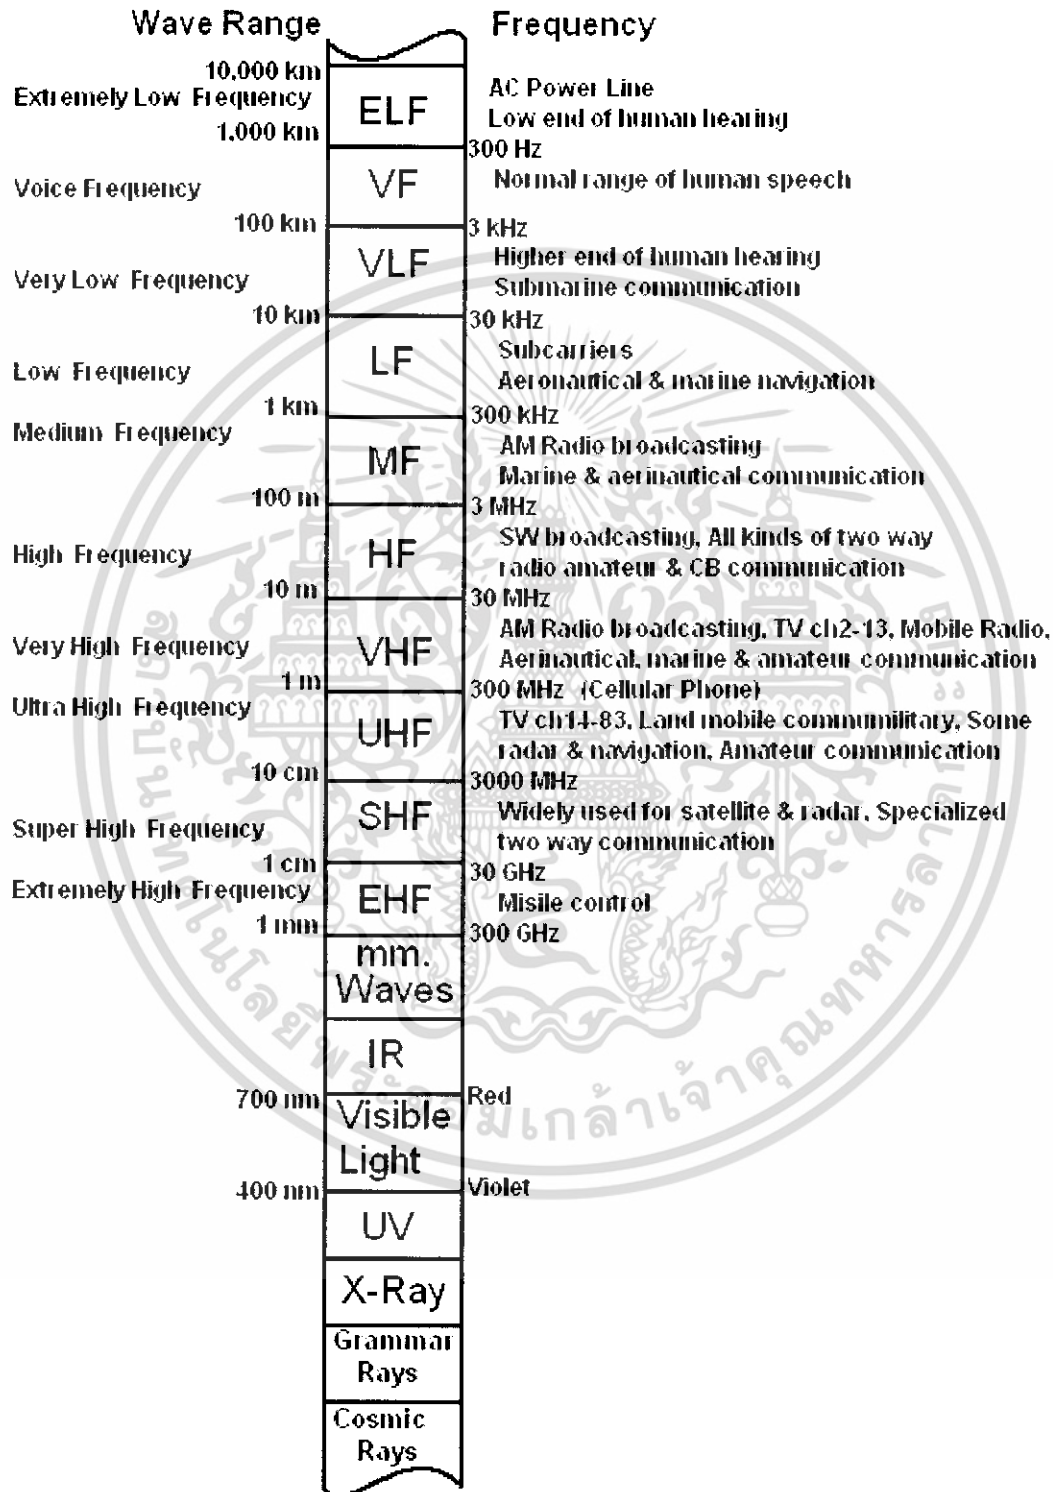 Wave Range Frequency
10,000 km
Extremely Low Frequency ELF AC Power Line
Low end of human hearing
1,000 km
300 Hz
Voice Frequency VF Normal range of human speech
100 km 3 kHz
Very Low Frequency VLF Higher end of human hearing
Submarine communication
10 km 30 kHz
Low Frequency LF Subcarriers
Aeronautical & marine navigation
1 km 300 kHz
Medium Frequency MF AM Radio broadcasting
Marine & aerinautical communication
100 m 3 MHz
High Frequency HF SW broadcasting, All kinds of two way
radio amateur & CB communication
10 m 30 MHz
Very High Frequency VHF AM Radio broadcasting, TV ch2-13, Mobile Radio,
Aerinautical, marine & amateur communication
1 m 300 MHz (Cellular Phone)
Ultra High Frequency UHF TV ch14-83, Land mobile commumilitary, Some
radar & navigation, Amateur communication
10 cm 3000 MHz
Super High Frequency SHF Widely used for satellite & radar, Specialized
two way communication
1 cm 30 GHz
Extremely High Frequency EHF Misile control
1 mm 300 GHz
mm.
Waves
IR
700 nm Red
Visible
Light
400 nm Violet
UV
X-Ray
Grammar
Rays
Cosmic
Rays